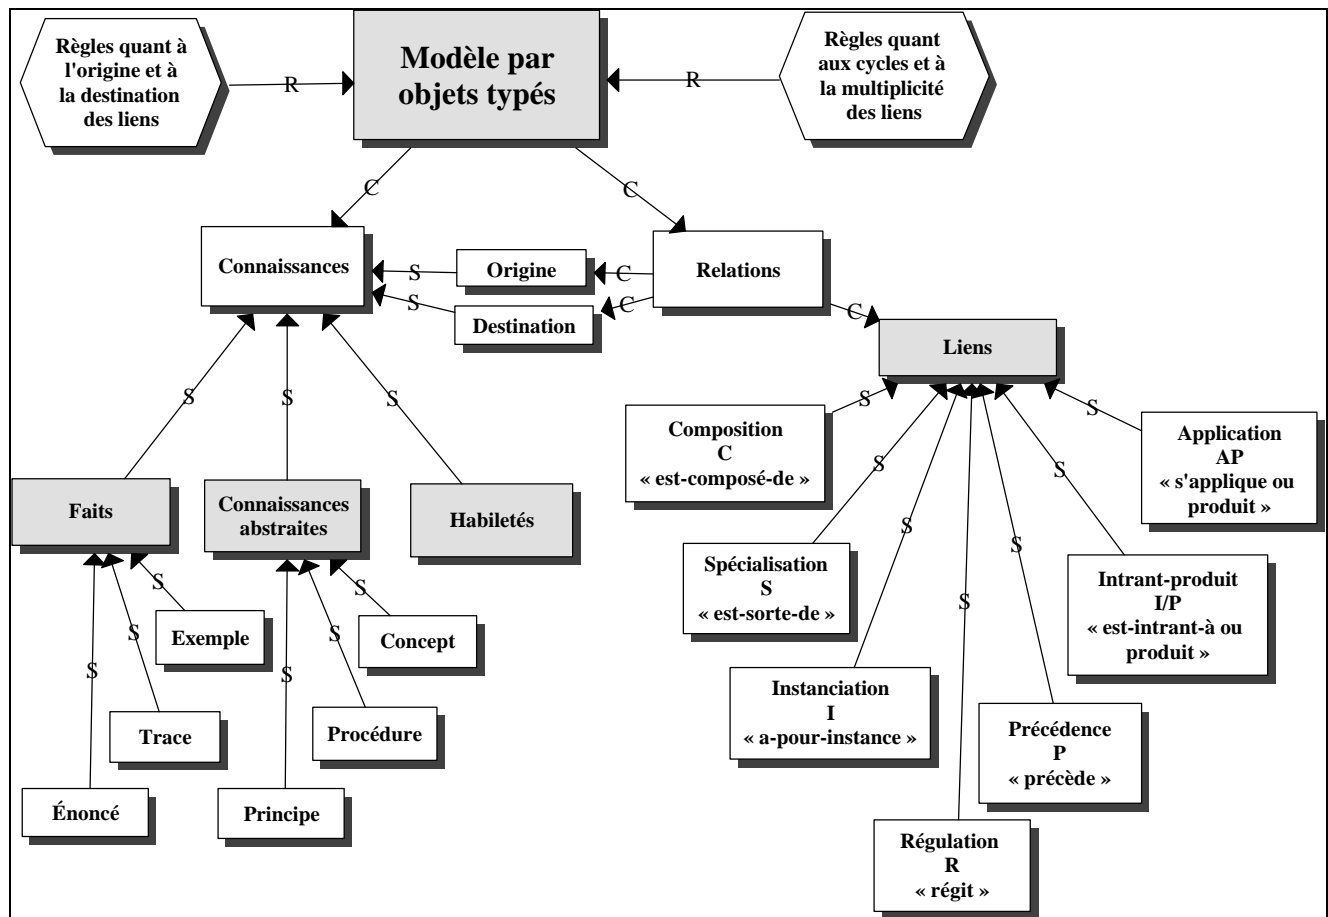 Règles quant à
l'origine et à
la destination
des liens
R
Modèle par
objets typés
R
Règles quant
aux cycles et à
la multiplicité
des liens
C
C
Connaissances
S
Origine
C
Relations
S
Destination
C
C
Liens
S
S
S
Faits
Connaissances
abstraites
Habiletés
S
S
S
Exemple
Trace
Énoncé
S
S
S
Concept
Procédure
Principe
S
S
S
S
S
S
S
Composition
C
« est-composé-de »
Spécialisation
S
« est-sorte-de »
Instanciation
I
« a-pour-instance »
Régulation
R
« régit »
Précédence
P
« précède »
Intrant-produit
I/P
« est-intrant-à ou
produit »
Application
AP
« s'applique ou
produit »